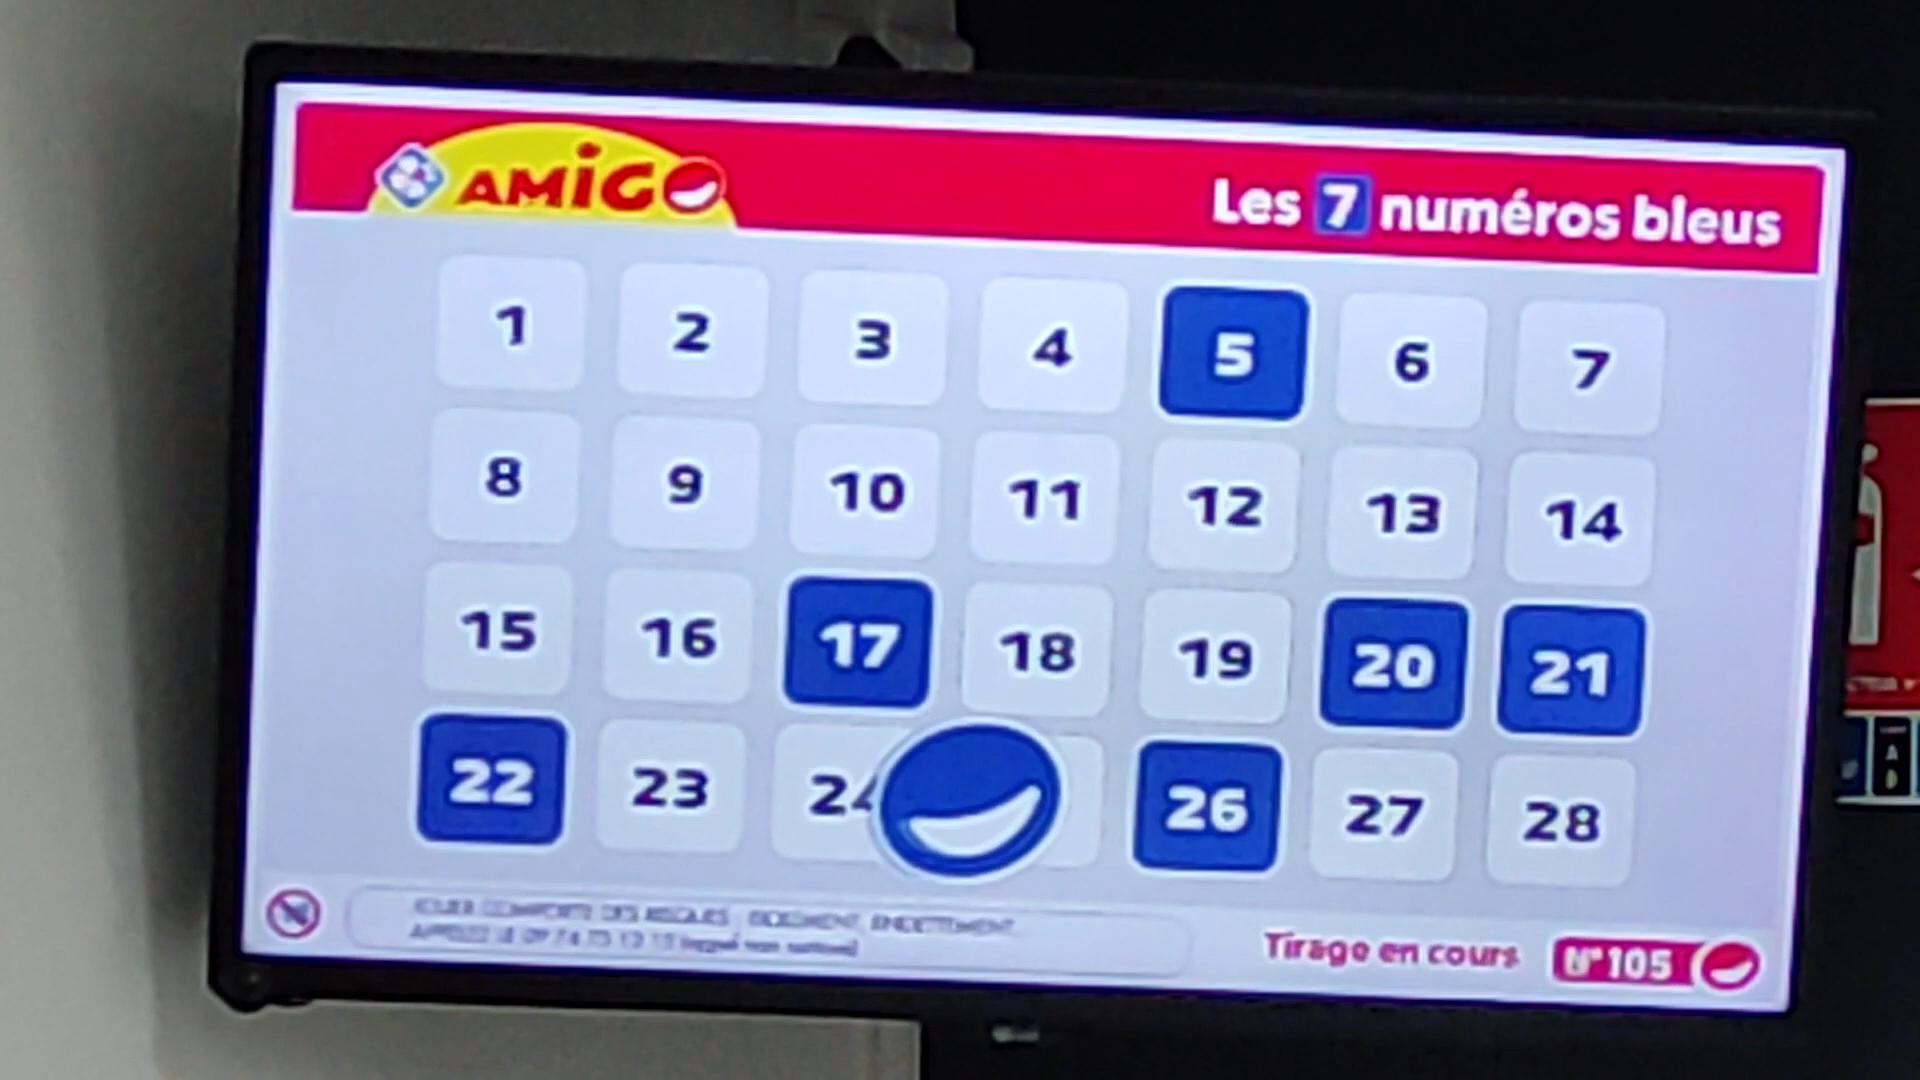 AMIGO
Les 7 numéros bleus
1 2 3 4 5 6 7
8 9 10 11 12 13 14
15 16 17 18 19 20 21
22 23 24 26 27 28
Tirage en cours N°105